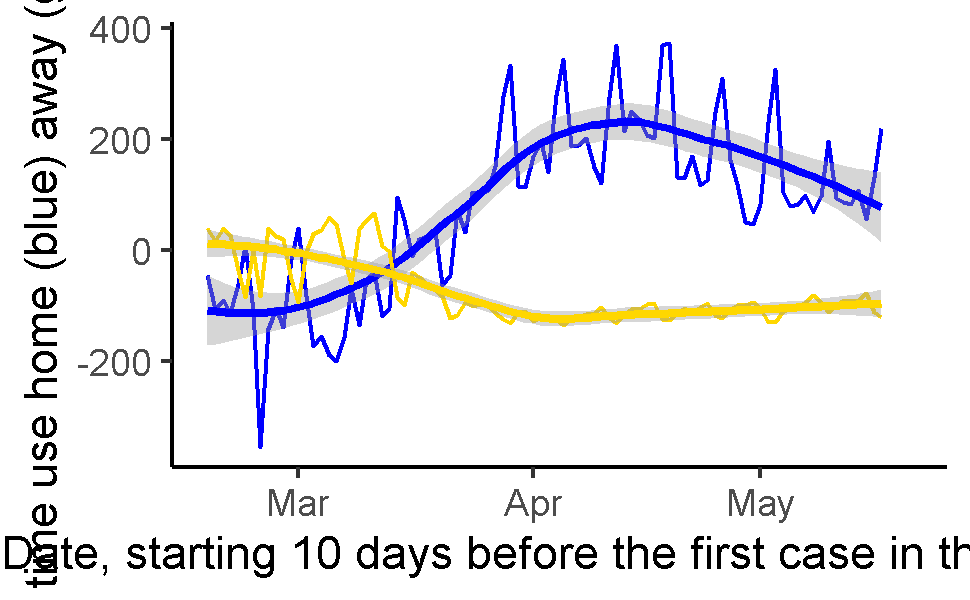 time use home (blue) away (
400
200
0
-200
Mar Apr May
Date, starting 10 days before the first case in th